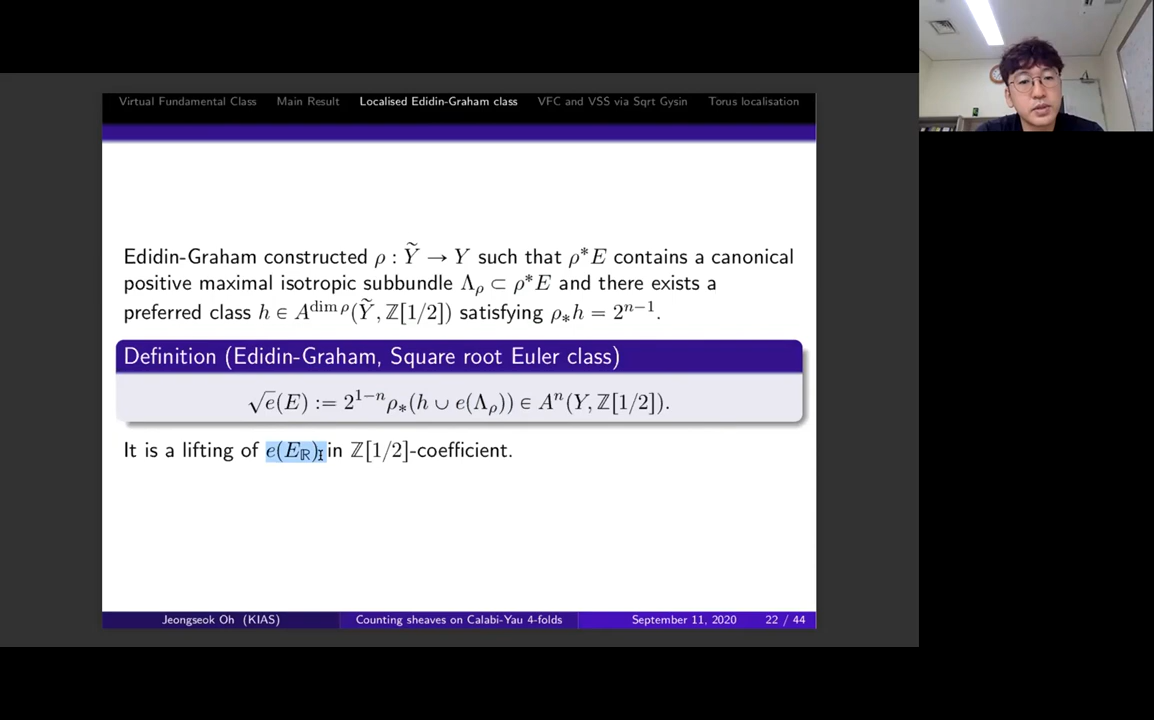 Virtual Fundamental Class Main Result Localised Edidin-Graham class VFC and VSS via Sqrt Gysin Torus localisation
Edidin-Graham constructed ρ : Ỹ → Y such that ρ*E contains a canonical
positive maximal isotropic subbundle Λ_ρ ⊂ ρ*E and there exists a
preferred class h ∈ A^{dim ρ}(Ỹ, ℤ[1/2]) satisfying ρ_*h = 2^{n−1}.
Definition (Edidin-Graham, Square root Euler class)
√e(E) := 2^{1−n}ρ_*(h ∪ e(Λ_ρ)) ∈ A^n(Y, ℤ[1/2]).
It is a lifting of e(E_ℝ) in ℤ[1/2]-coefficient.
Jeongseok Oh (KIAS) Counting sheaves on Calabi-Yau 4-folds September 11, 2020 22 / 44